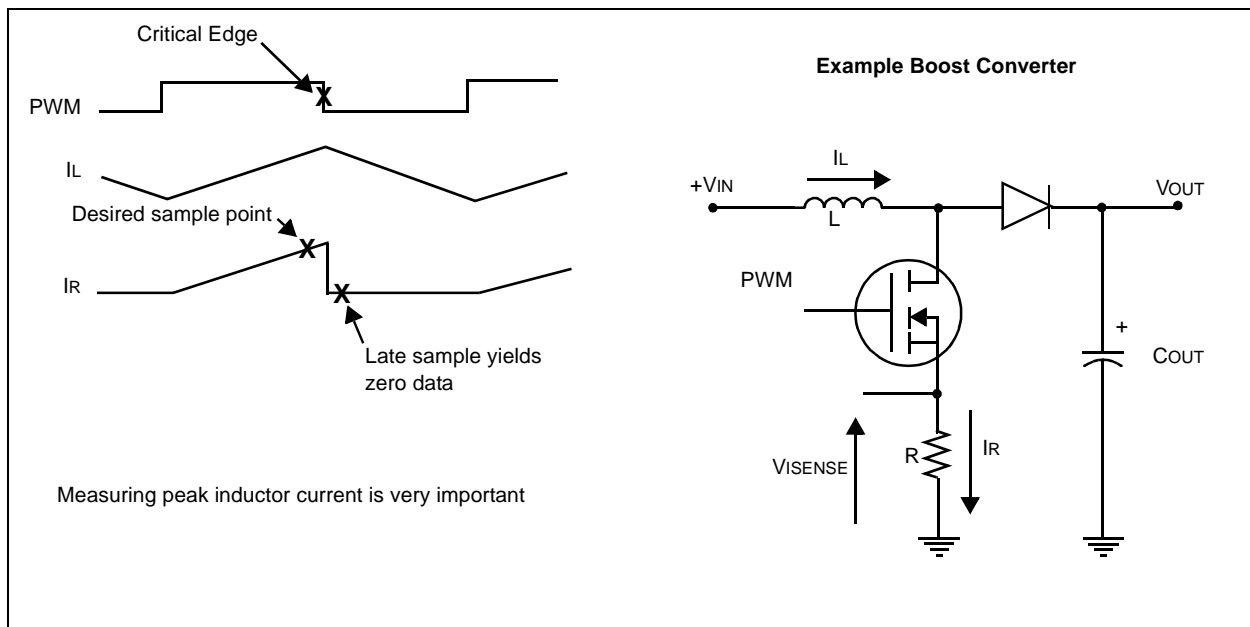 Critical Edge
PWM
IL
Desired sample point
IR
Late sample yields
zero data
Measuring peak inductor current is very important
Example Boost Converter
IL
+VIN
L
VOUT
PWM
+
COUT
VISENSE
R
IR